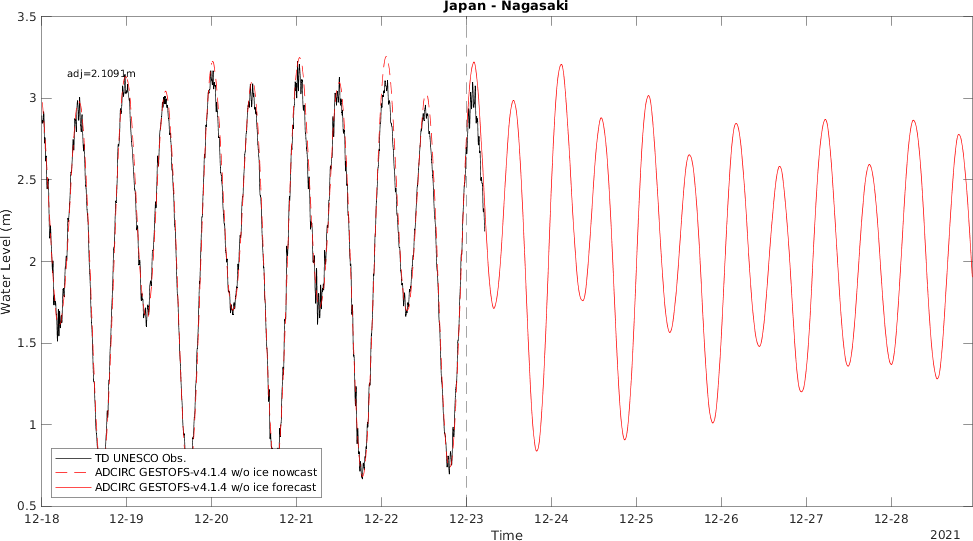 Japan - Nagasaki
3.5
adj=2.1091m
3
2.5
2
1.5
1
0.5
Water Level (m)
TD UNESCO Obs.
ADCIRC GESTOFS-v4.1.4 w/o ice nowcast
ADCIRC GESTOFS-v4.1.4 w/o ice forecast
12-18 12-19 12-20 12-21 12-22 12-23 12-24 12-25 12-26 12-27 12-28
Time
2021